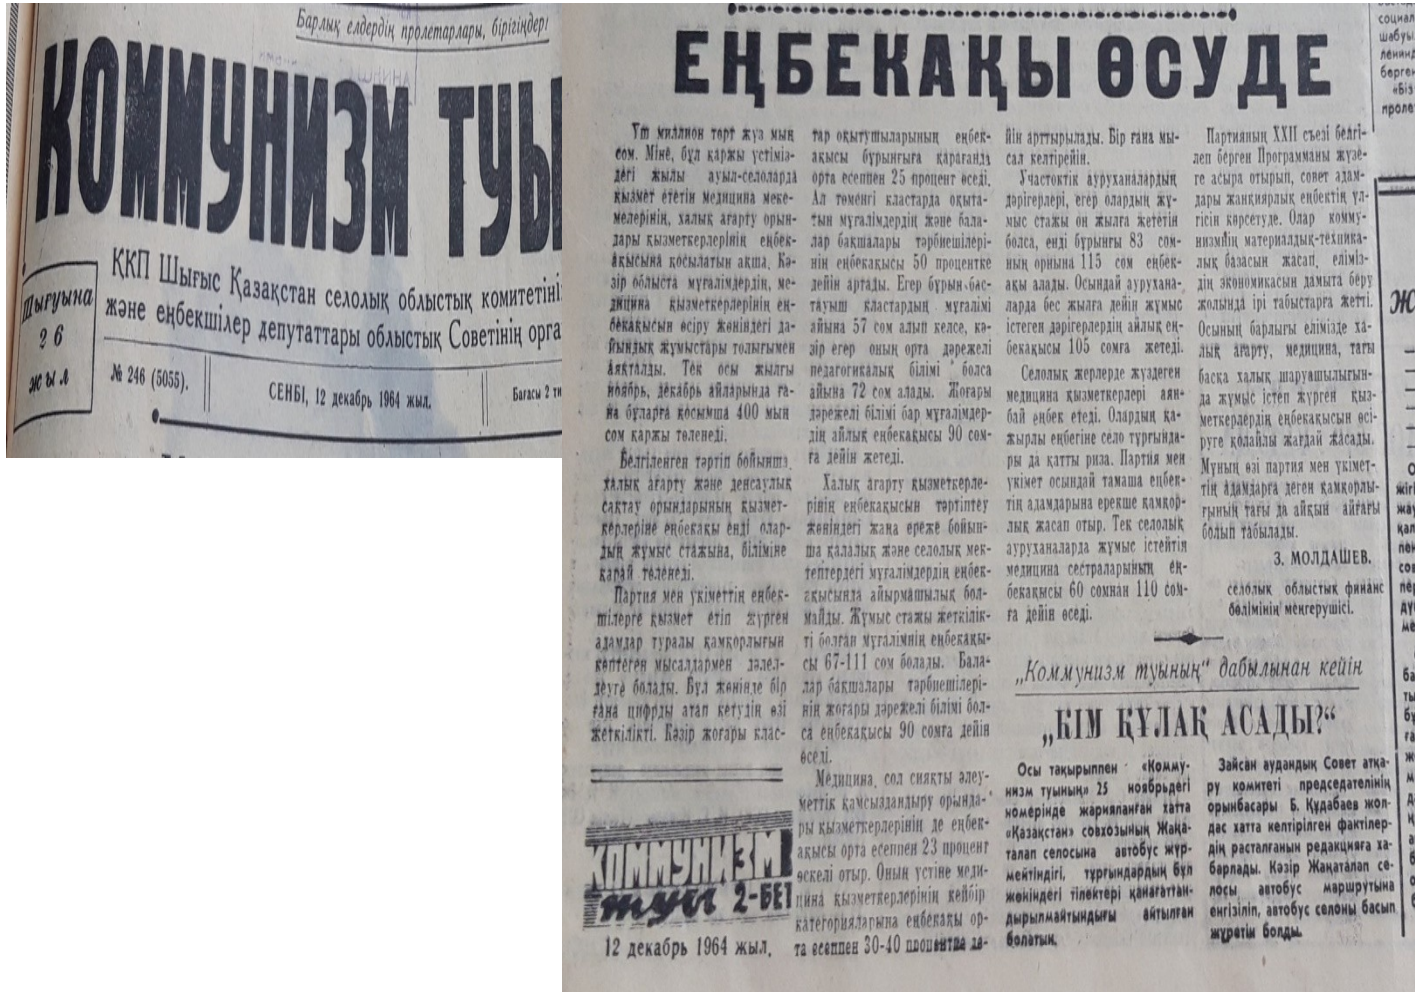 Барлық елдердің пролетарлары, бірігіңдер!
КОММУНИЗМ ТУЫ
Шығуына
26
жыл
ҚКП Шығыс Қазақстан селолық облыстық комитетіні
және еңбекшілер депутаттары облыстық Советінің орга
№ 246 (5055).
СЕНБІ, 12 декабрь 1964 жыл.
Бағасы 2 ти
ЕҢБЕКАҚЫ ӨСУДЕ
Үш миллион төрт жүз мың
сом. Міне, бұл қаржы үстіміз-
дегі жылы ауыл-селоларда
қызмет ететін медицина меке-
мелерінің, халық ағарту орын-
дары қызметкерлерінің еңбек-
ақысына қосылатын ақша. Қа-
зір облыста мұғалімдердің, ме-
дицина қызметкерлерінің ең-
бекақысын өсіру жөніндегі да-
йындық жұмыстары толығымен
аяқталды. Тек осы жылғы
ноябрь, декабрь айларында ға-
на бұларға қосымша 400 мың
сом қаржы төленеді.
Белгіленген тәртіп бойынша,
халық ағарту және денсаулық
сақтау орындарының қызмет-
керлеріне еңбекақы енді олар-
дың жұмыс стажына, біліміне
қарай төленеді.
Партия мен үкіметтің еңбек-
шілерге қызмет етіп жүрген
адамдар туралы қамқорлығын
көптеген мысалдармен дәлел-
деуге болады. Бұл жөнінде бір
ғана цифрды атап кетудің өзі
жеткілікті. Қазір жоғары клас-
тар оқытушыларының еңбек-
ақысы бұрынғыға қарағанда
орта есеппен 25 процент өседі.
Ал төменгі кластарда оқыта-
тын мұғалімдердің және бала-
лар бақшалары тәрбиешілері-
нің еңбекақысы 50 процентке
дейін артады. Егер бұрын бас-
тауыш кластардың мұғалімі
айына 57 сом алып келсе, қа-
зір егер оның орта дәрежелі
педагогикалық білімі болса
айына 72 сом алады. Жоғары
дәрежелі білімі бар мұғалімдер-
дің айлық еңбекақысы 90 сом-
ға дейін жетеді.
Халық ағарту қызметкерле-
рінің еңбекақысын тәртіптеу
жөніндегі жаңа ереже бойын-
ша қалалық және селолық мек-
тептердегі мұғалімдердің еңбек-
ақысында айырмашылық бол-
майды. Жұмыс стажы жеткілік-
ті болған мұғалімнің еңбекақы-
сы 67-111 сом болады. Бала-
лар бақшалары тәрбиешілері-
нің жоғары дәрежелі білімі бол-
са еңбекақысы 90 сомға дейін
өседі.
Медицина, сол сияқты әлеу-
меттік қамсыздандыру орында-
ры қызметкерлерінің де еңбек-
ақысы орта есеппен 23 процент
өскелі отыр. Оның үстіне меди-
цина қызметкерлерінің кейбір
категорияларына еңбекақы ор-
та есеппен 30-40 процентке де-
йін арттырылады. Бір ғана мы-
сал келтірейін.
Участоктік ауруханалардың
дәрігерлері, егер олардың жұ-
мыс стажы он жылға жететін
болса, енді бұрынғы 83 сом-
ның орнына 115 сом еңбек-
ақы алады. Осындай аурухана-
ларда бес жылға дейін жұмыс
істеген дәрігерлердің айлық ең-
бекақысы 105 сомға жетеді.
Селолық жерлерде жүздеген
медицина қызметкерлері аян-
бай еңбек етеді. Олардың қа-
жырлы еңбегіне село тұрғында-
ры да қатты риза. Партия мен
үкімет осындай тамаша еңбек-
тің адамдарына ерекше қамқор-
лық жасап отыр. Тек селолық
ауруханаларда жұмыс істейтін
медицина сестраларының ең-
бекақысы 60 сомнан 110 сом-
ға дейін өседі.
Партияның XXII съезі белгі-
леп берген Программаны жүзе-
ге асыра отырып, совет адам-
дары жанқиярлық еңбектің үл-
гісін көрсетуде. Олар комму-
низмнің материалдық-техника-
лық базасын жасап, еліміз-
дің экономикасын дамыта беру
жолында ірі табыстарға жетті.
Осының барлығы елімізде ха-
лық ағарту, медицина, тағы
басқа халық шаруашылығын-
да жұмыс істеп жүрген қыз-
меткерлердің еңбекақысын өсі-
руге қолайлы жағдай жасады.
Мұның өзі партия мен үкімет-
тің адамдарға деген қамқорлы-
ғының тағы да айқын айғағы
болып табылады.
З. МОЛДАШЕВ.
селолық облыстық финанс
бөлімінің меңгерушісі.
„Коммунизм туының“ дабылынан кейін
„КІМ ҚҰЛАҚ АСАДЫ?“
Осы тақырыппен «Комму-
низм туының» 25 ноябрьдегі
номерінде жарияланған хатта
«Қазақстан» совхозының Жаңа-
талап селосына автобус жүр-
мейтіндігі, тұрғындардың бұл
жөніндегі тілектері қанағаттан-
дырылмайтындығы айтылған
болатын.
Зайсан аудандық Совет атқа-
ру комитеті председателінің
орынбасары Б. Құдабаев жол-
дас хатта келтірілген фактілер-
дің расталғанын редакцияға ха-
барлады. Қазір Жаңаталап се-
лосы автобус маршрутына
енгізіліп, автобус селоны басып
жүретін болды.
КОММУНИЗМ
туы 2-БЕТ
12 декабрь 1964 жыл,
социал
шабуы
ленинд
берген
«Біз
проле